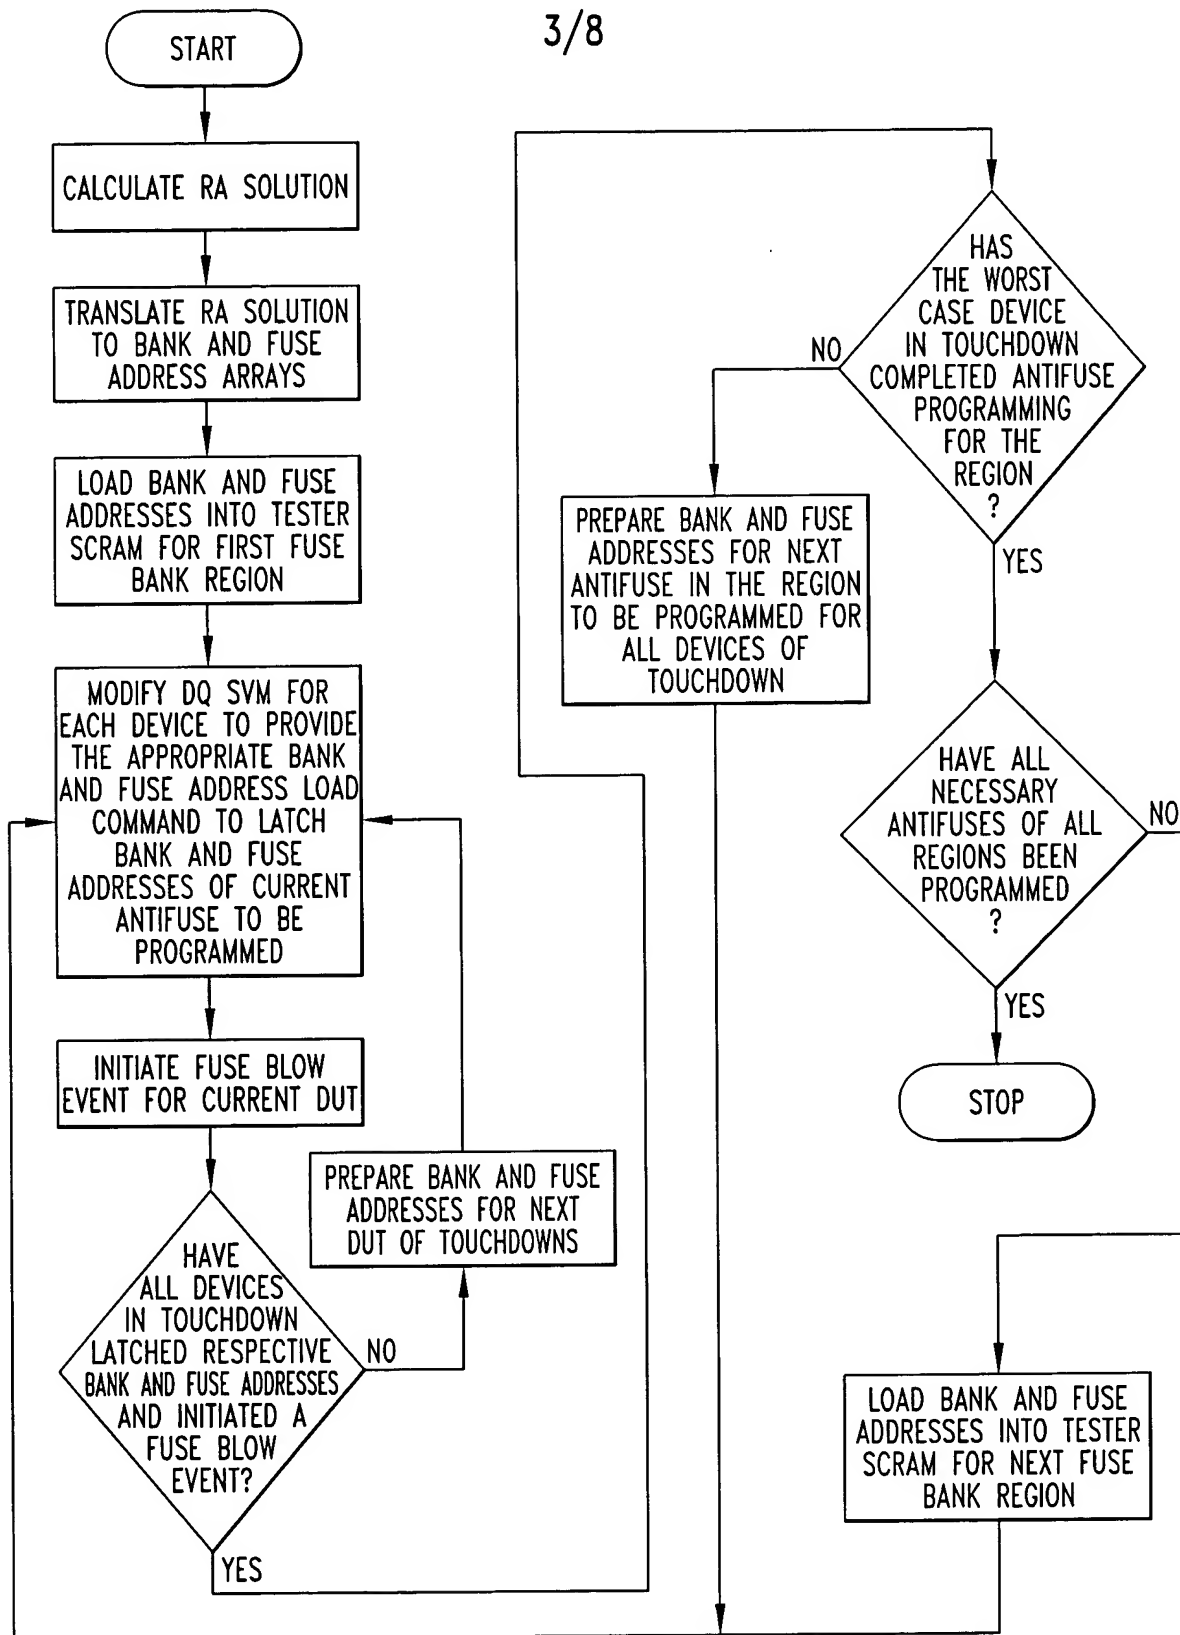 3/8
START
CALCULATE RA SOLUTION
TRANSLATE RA SOLUTION
TO BANK AND FUSE
ADDRESS ARRAYS
LOAD BANK AND FUSE
ADDRESSES INTO TESTER
SCRAM FOR FIRST FUSE
BANK REGION
MODIFY DQ SVM FOR
EACH DEVICE TO PROVIDE
THE APPROPRIATE BANK
AND FUSE ADDRESS LOAD
COMMAND TO LATCH
BANK AND FUSE
ADDRESSES OF CURRENT
ANTIFUSE TO BE
PROGRAMMED
INITIATE FUSE BLOW
EVENT FOR CURRENT DUT
HAVE
ALL DEVICES
IN TOUCHDOWN
LATCHED RESPECTIVE
BANK AND FUSE ADDRESSES
AND INITIATED A
FUSE BLOW
EVENT?
NO
YES
PREPARE BANK AND FUSE
ADDRESSES FOR NEXT
DUT OF TOUCHDOWNS
HAS
THE WORST
CASE DEVICE
IN TOUCHDOWN
COMPLETED ANTIFUSE
PROGRAMMING
FOR THE
REGION
?
NO
YES
PREPARE BANK AND FUSE
ADDRESSES FOR NEXT
ANTIFUSE IN THE REGION
TO BE PROGRAMMED FOR
ALL DEVICES OF
TOUCHDOWN
HAVE ALL
NECESSARY
ANTIFUSES OF ALL
REGIONS BEEN
PROGRAMMED
?
NO
YES
STOP
LOAD BANK AND FUSE
ADDRESSES INTO TESTER
SCRAM FOR NEXT FUSE
BANK REGION